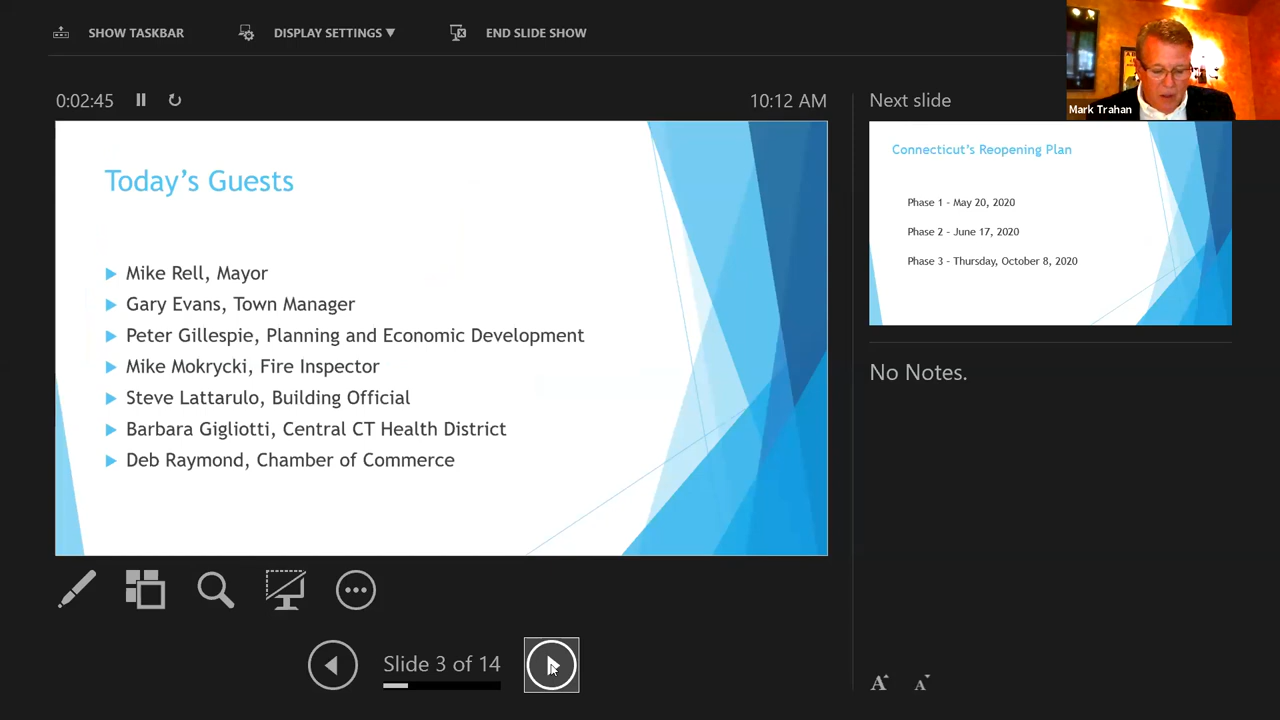 SHOW TASKBAR
DISPLAY SETTINGS ▼
END SLIDE SHOW
Mark Trahan
0:02:45
10:12 AM
Next slide
Today's Guests
Mike Rell, Mayor
Gary Evans, Town Manager
Peter Gillespie, Planning and Economic Development
Mike Mokrycki, Fire Inspector
Steve Lattarulo, Building Official
Barbara Gigliotti, Central CT Health District
Deb Raymond, Chamber of Commerce
Connecticut's Reopening Plan
Phase 1 - May 20, 2020
Phase 2 - June 17, 2020
Phase 3 - Thursday, October 8, 2020
No Notes.
Slide 3 of 14
A A